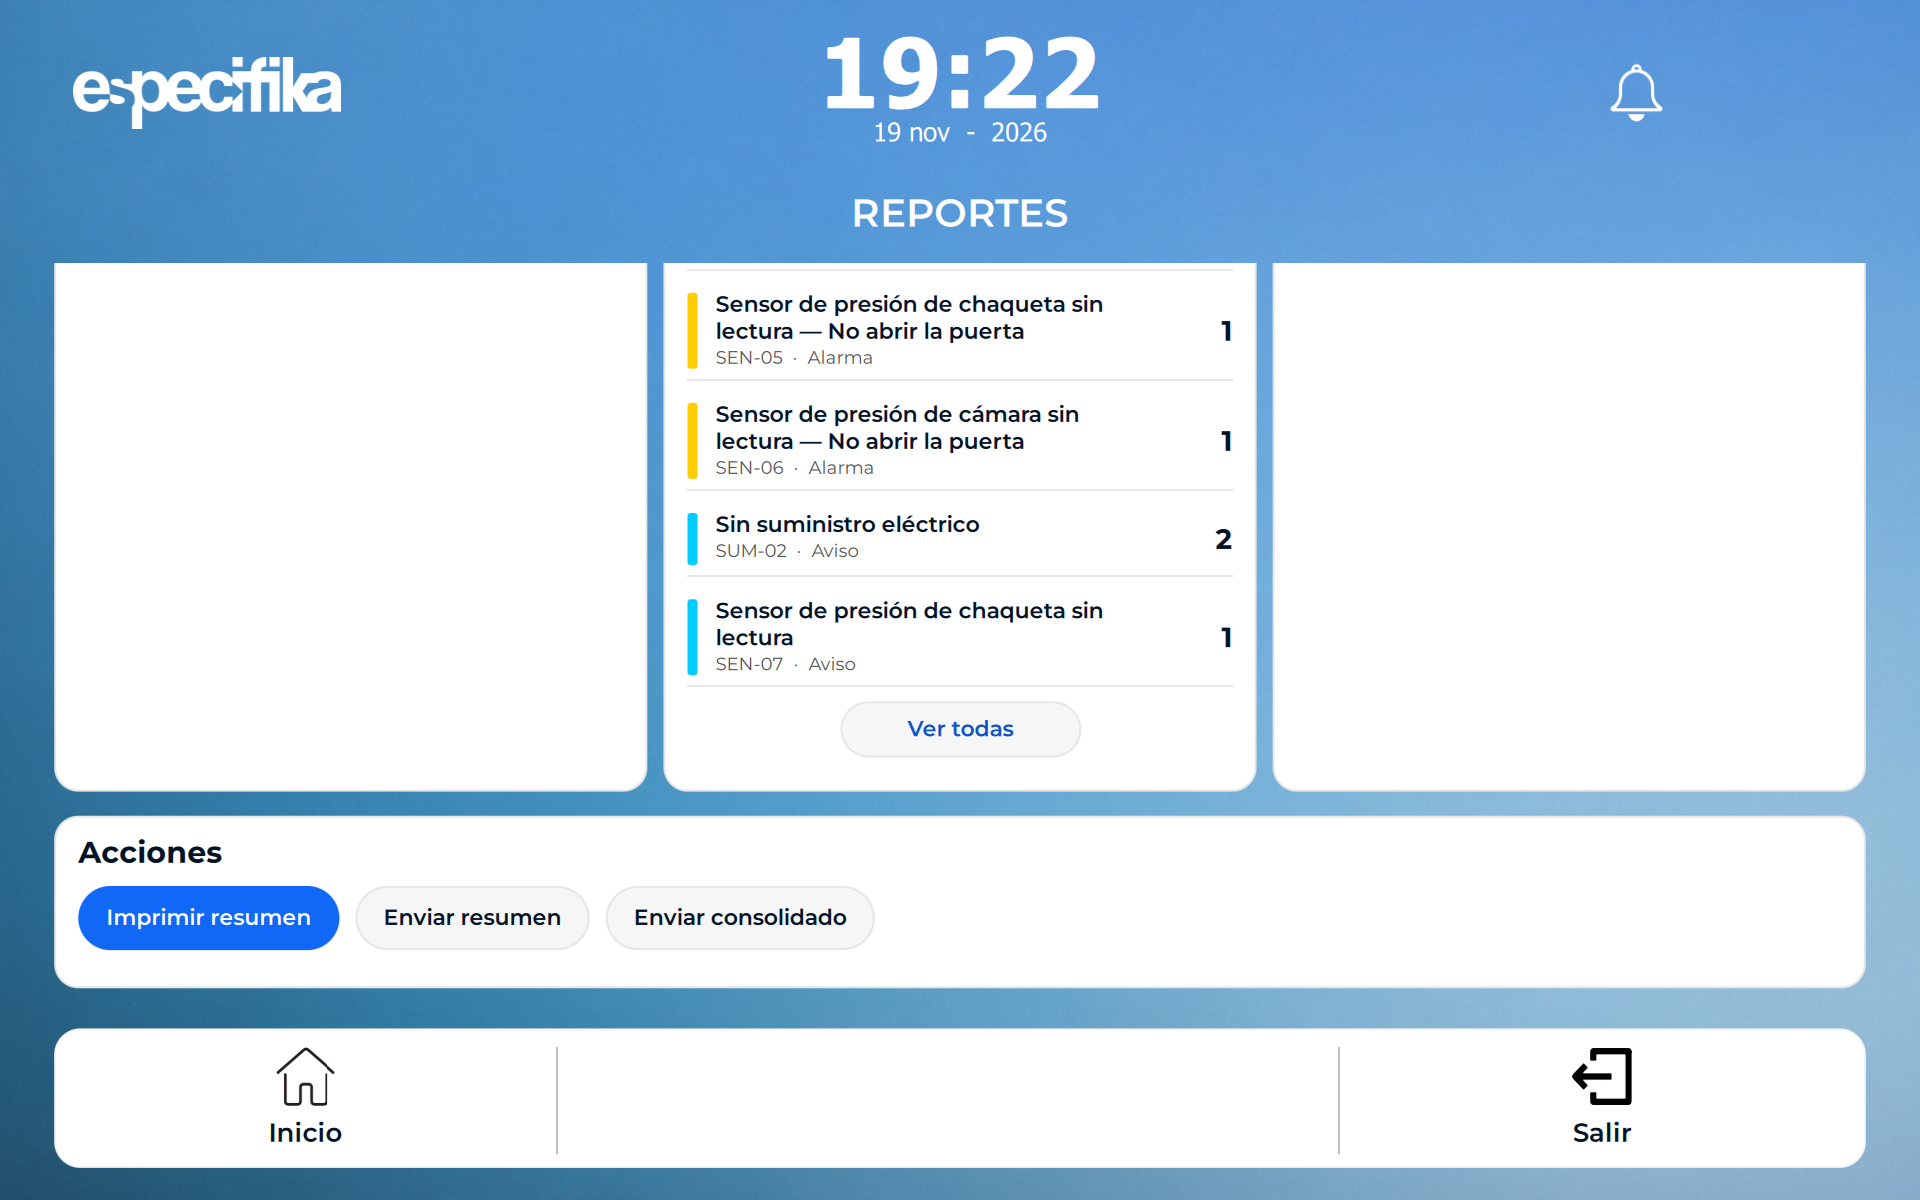 especifika
19:22
19 nov - 2026
REPORTES
Sensor de presión de chaqueta sin
lectura — No abrir la puerta
SEN-05 · Alarma
1
Sensor de presión de cámara sin
lectura — No abrir la puerta
SEN-06 · Alarma
1
Sin suministro eléctrico
SUM-02 · Aviso
2
Sensor de presión de chaqueta sin
lectura
SEN-07 · Aviso
1
Ver todas
Acciones
Imprimir resumen
Enviar resumen
Enviar consolidado
Inicio
Salir